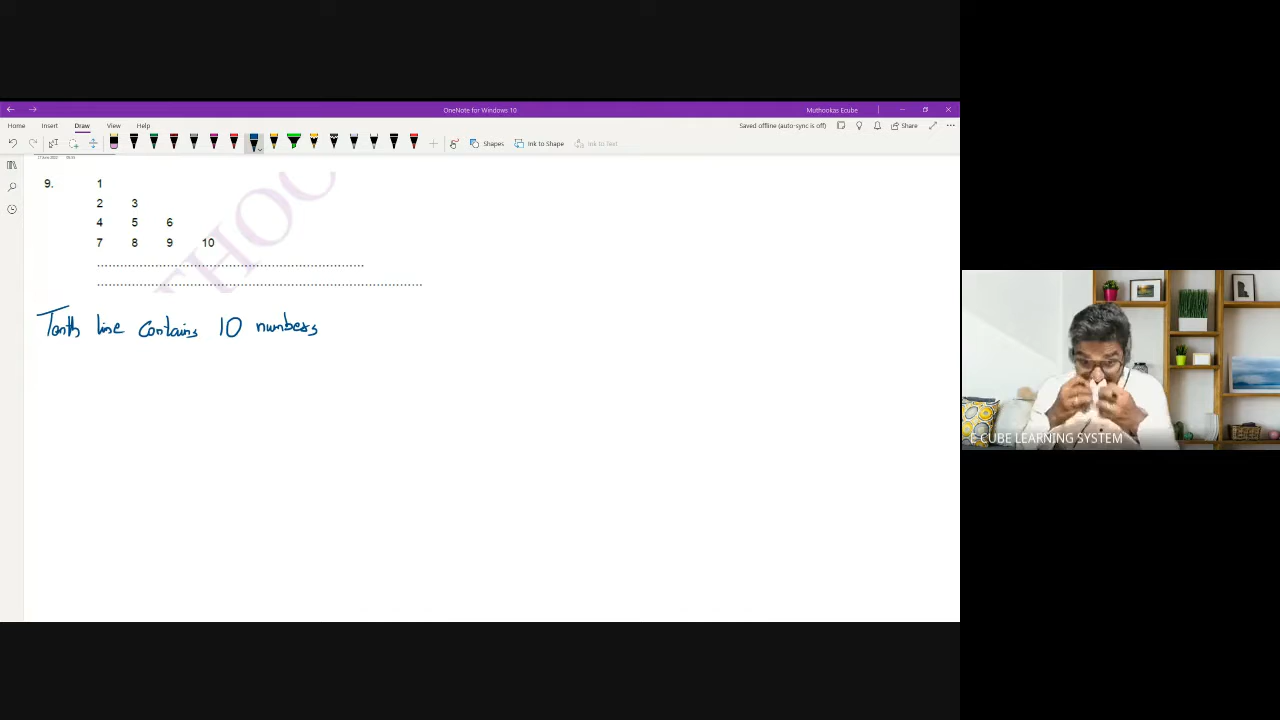 OneNote for Windows 10
Muthookas Ecube
Home Insert Draw View Help
Saved offline (auto-sync is off)
Share
Shapes
Ink to Shape
Ink to Text
9. 1
2 3
4 5 6
7 8 9 10
Tenth line contains 10 numbers
E CUBE LEARNING SYSTEM